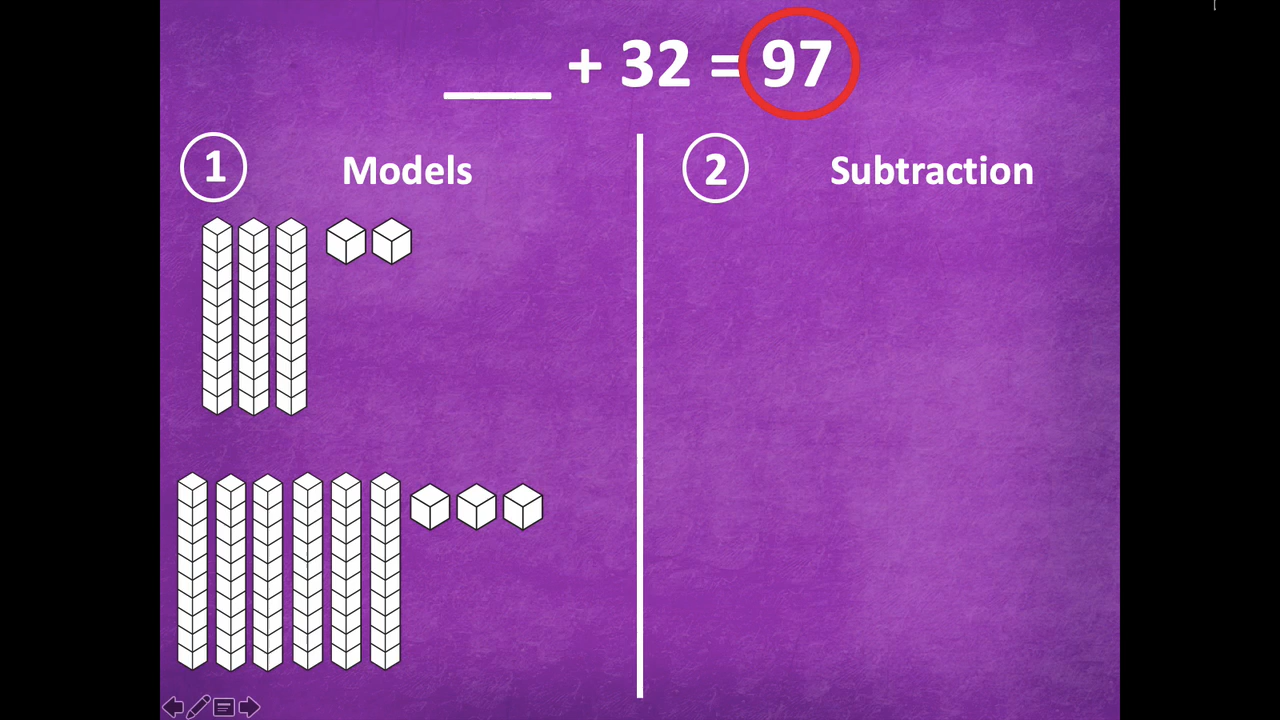 ____ + 32 = 97
1 Models
2 Subtraction